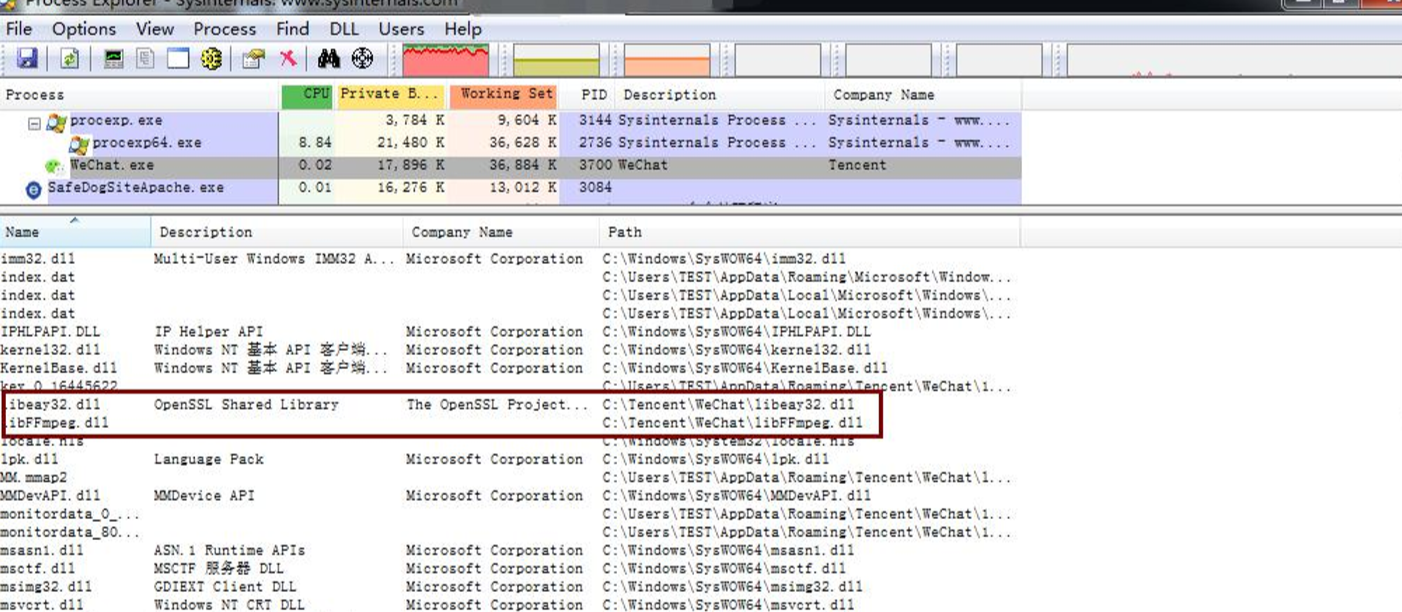 Process Explorer - Sysinternals: www.sysinternals.com
File Options View Process Find DLL Users Help
Process CPU Private B... Working Set PID Description Company Name
procexp.exe 3,784 K 9,604 K 3144 Sysinternals Process ... Sysinternals - www....
procexp64.exe 8.84 21,480 K 36,628 K 2736 Sysinternals Process ... Sysinternals - www....
WeChat.exe 0.02 17,896 K 36,884 K 3700 WeChat Tencent
SafeDogSiteApache.exe 0.01 16,276 K 13,012 K 3084
Name Description Company Name Path
imm32.dll Multi-User Windows IMM32 A... Microsoft Corporation C:\Windows\SysWOW64\imm32.dll
index.dat C:\Users\TEST\AppData\Roaming\Microsoft\Window...
index.dat C:\Users\TEST\AppData\Local\Microsoft\Windows\...
index.dat C:\Users\TEST\AppData\Local\Microsoft\Windows\...
IPHLPAPI.DLL IP Helper API Microsoft Corporation C:\Windows\SysWOW64\IPHLPAPI.DLL
kernel32.dll Windows NT 基本 API 客户端... Microsoft Corporation C:\Windows\SysWOW64\kernel32.dll
KernelBase.dll Windows NT 基本 API 客户端... Microsoft Corporation C:\Windows\SysWOW64\KernelBase.dll
key_0_16445622 C:\Users\TEST\AppData\Roaming\Tencent\WeChat\1...
libeay32.dll OpenSSL Shared Library The OpenSSL Project... C:\Tencent\WeChat\libeay32.dll
libFFmpeg.dll C:\Tencent\WeChat\libFFmpeg.dll
locale.nls C:\Windows\System32\locale.nls
lpk.dll Language Pack Microsoft Corporation C:\Windows\SysWOW64\lpk.dll
MM.mmap2 C:\Users\TEST\AppData\Roaming\Tencent\WeChat\1...
MMDevAPI.dll MMDevice API Microsoft Corporation C:\Windows\SysWOW64\MMDevAPI.dll
monitordata_0_... C:\Users\TEST\AppData\Roaming\Tencent\WeChat\1...
monitordata_80... C:\Users\TEST\AppData\Roaming\Tencent\WeChat\1...
msasn1.dll ASN.1 Runtime APIs Microsoft Corporation C:\Windows\SysWOW64\msasn1.dll
msctf.dll MSCTF 服务器 DLL Microsoft Corporation C:\Windows\SysWOW64\msctf.dll
msimg32.dll GDIEXT Client DLL Microsoft Corporation C:\Windows\SysWOW64\msimg32.dll
msvcrt.dll Windows NT CRT DLL Microsoft Corporation C:\Windows\SysWOW64\msvcrt.dll